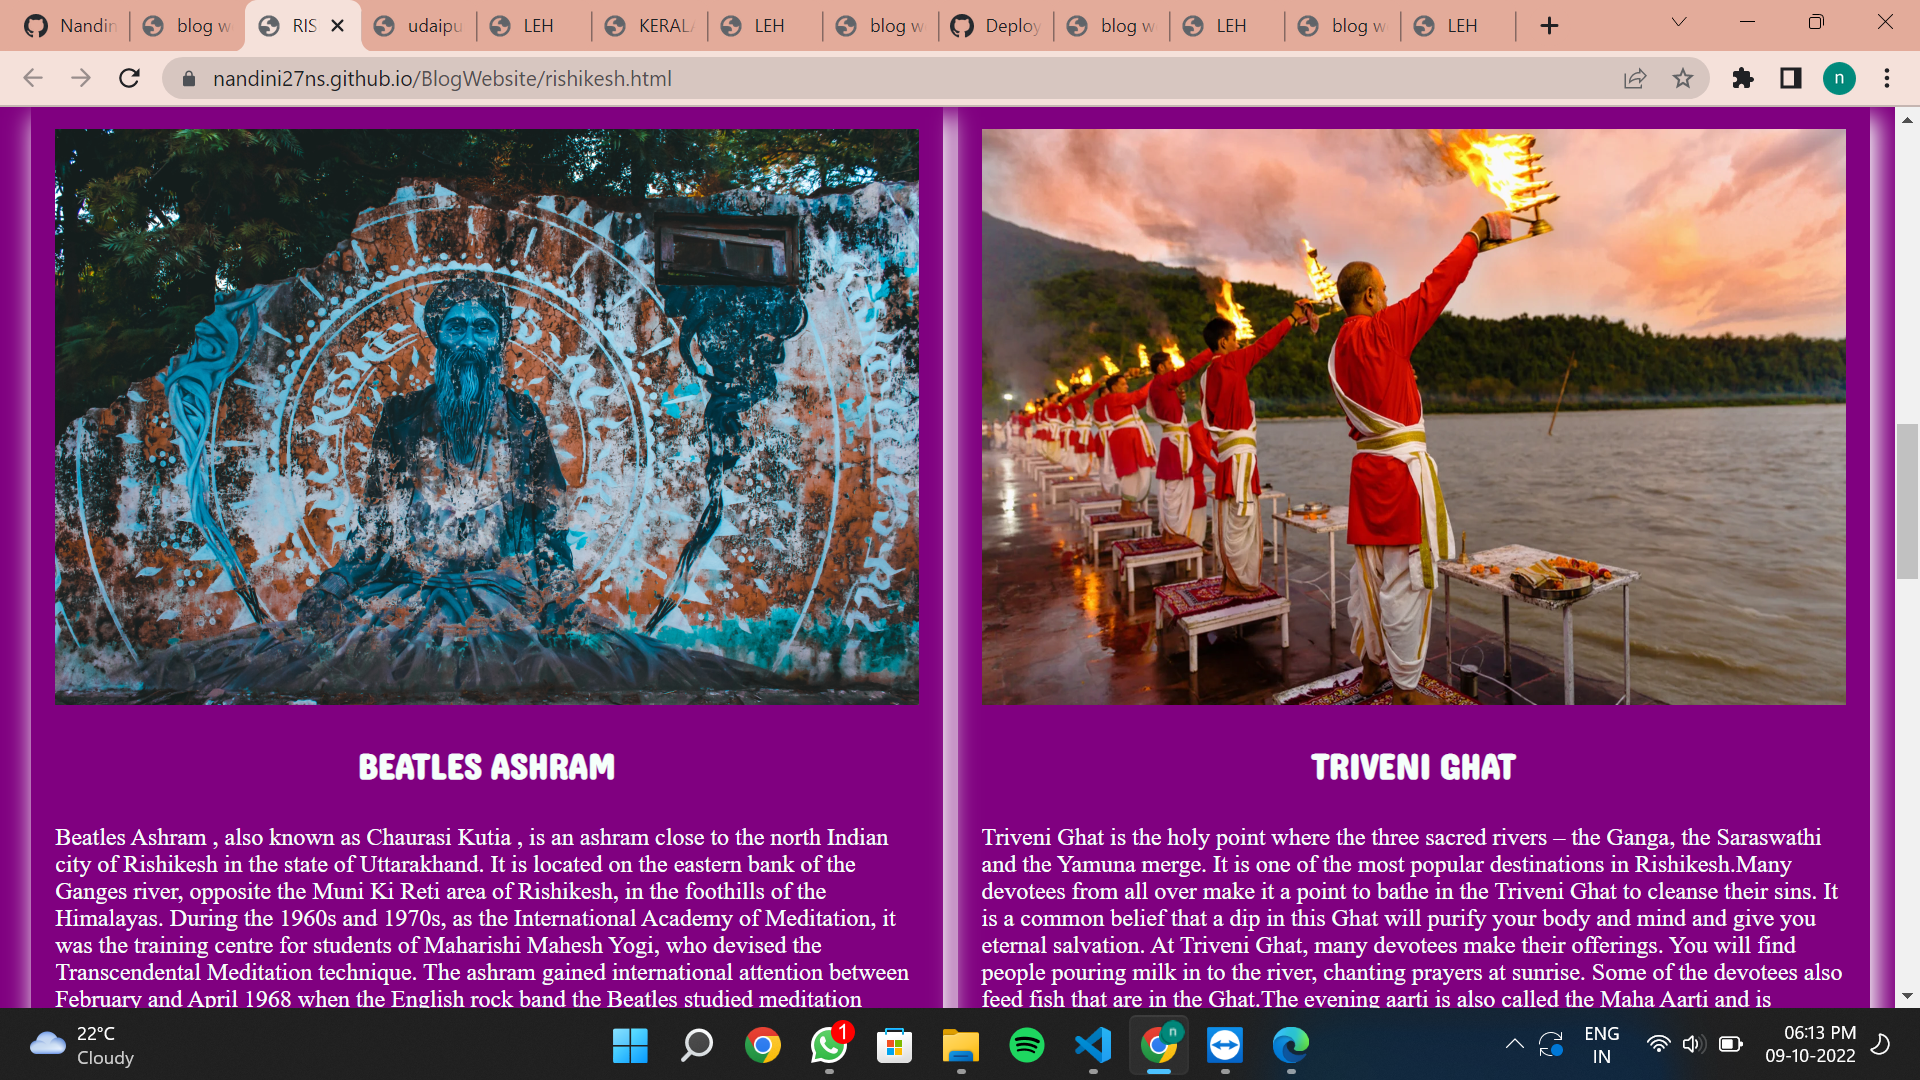 Nandin
blog w
RIS
udaipu
LEH
KERAL
LEH
blog w
Deploy
blog w
LEH
blog w
LEH
nandini27ns.github.io/BlogWebsite/rishikesh.html
n
BEATLES ASHRAM
Beatles Ashram , also known as Chaurasi Kutia , is an ashram close to the north Indian
city of Rishikesh in the state of Uttarakhand. It is located on the eastern bank of the
Ganges river, opposite the Muni Ki Reti area of Rishikesh, in the foothills of the
Himalayas. During the 1960s and 1970s, as the International Academy of Meditation, it
was the training centre for students of Maharishi Mahesh Yogi, who devised the
Transcendental Meditation technique. The ashram gained international attention between
February and April 1968 when the English rock band the Beatles studied meditation
TRIVENI GHAT
Triveni Ghat is the holy point where the three sacred rivers – the Ganga, the Saraswathi
and the Yamuna merge. It is one of the most popular destinations in Rishikesh.Many
devotees from all over make it a point to bathe in the Triveni Ghat to cleanse their sins. It
is a common belief that a dip in this Ghat will purify your body and mind and give you
eternal salvation. At Triveni Ghat, many devotees make their offerings. You will find
people pouring milk in to the river, chanting prayers at sunrise. Some of the devotees also
feed fish that are in the Ghat.The evening aarti is also called the Maha Aarti and is
22°C
Cloudy
1
n
ENG
IN
06:13 PM
09-10-2022